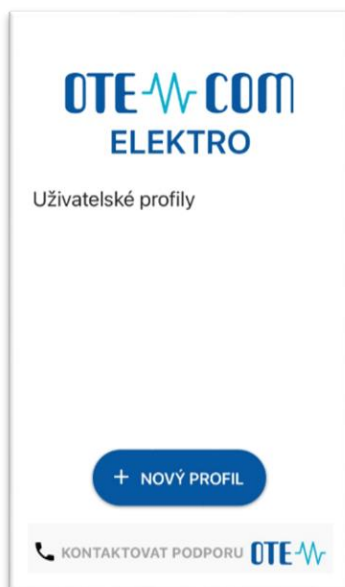 OTE COM
ELEKTRO
Uživatelské profily
+ NOVÝ PROFIL
KONTAKTOVAT PODPORU OTE